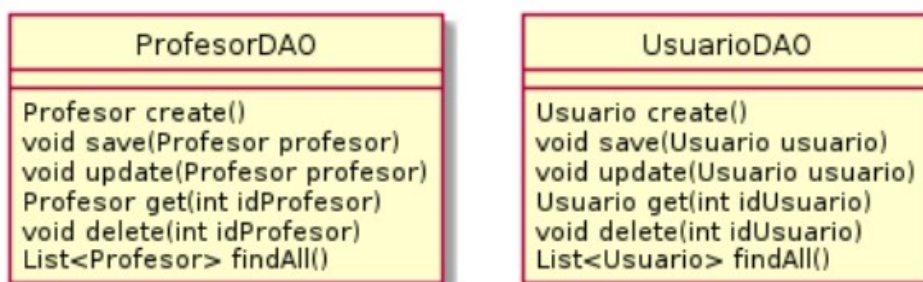 ProfesorDAO
Profesor create()
void save(Profesor profesor)
void update(Profesor profesor)
Profesor get(int idProfesor)
void delete(int idProfesor)
List<Profesor> findAll()
UsuarioDAO
Usuario create()
void save(Usuario usuario)
void update(Usuario usuario)
Usuario get(int idUsuario)
void delete(int idUsuario)
List<Usuario> findAll()